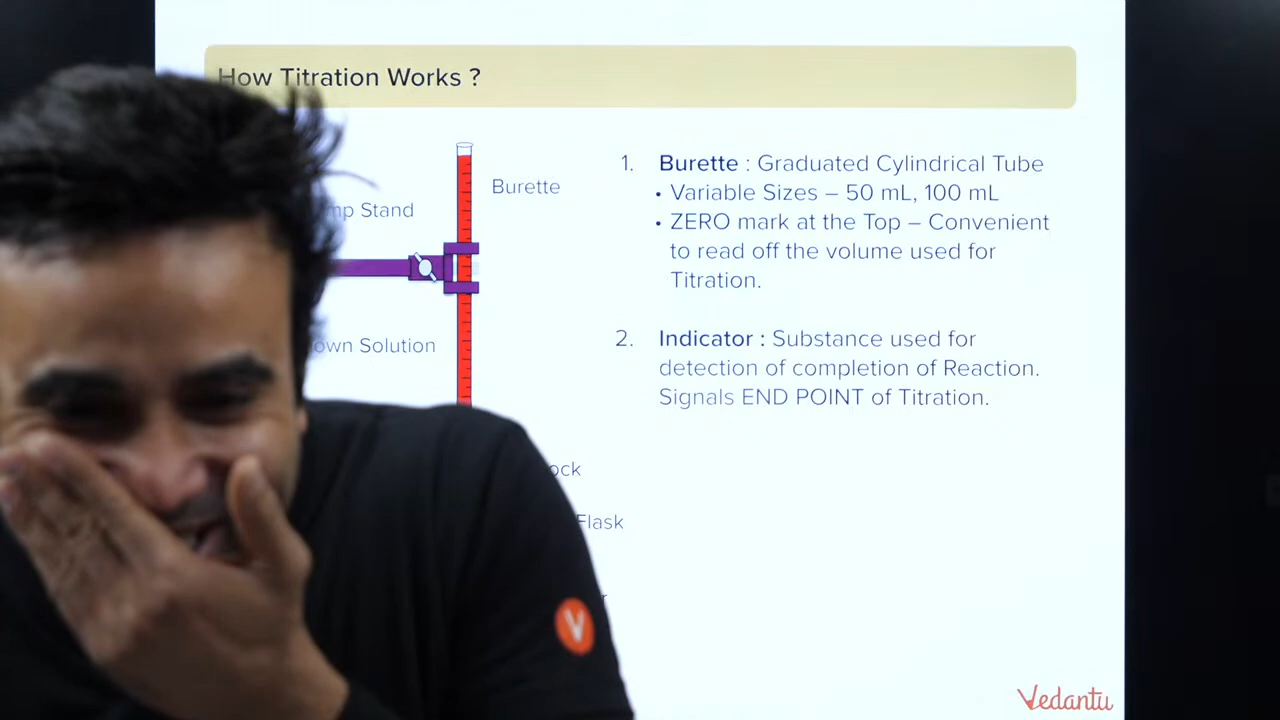 How Titration Works ?
Burette
Stand
Solution
Flask
1. Burette : Graduated Cylindrical Tube
• Variable Sizes – 50 mL, 100 mL
• ZERO mark at the Top – Convenient
to read off the volume used for
Titration.
2. Indicator : Substance used for
detection of completion of Reaction.
Signals END POINT of Titration.
V
Vedantu